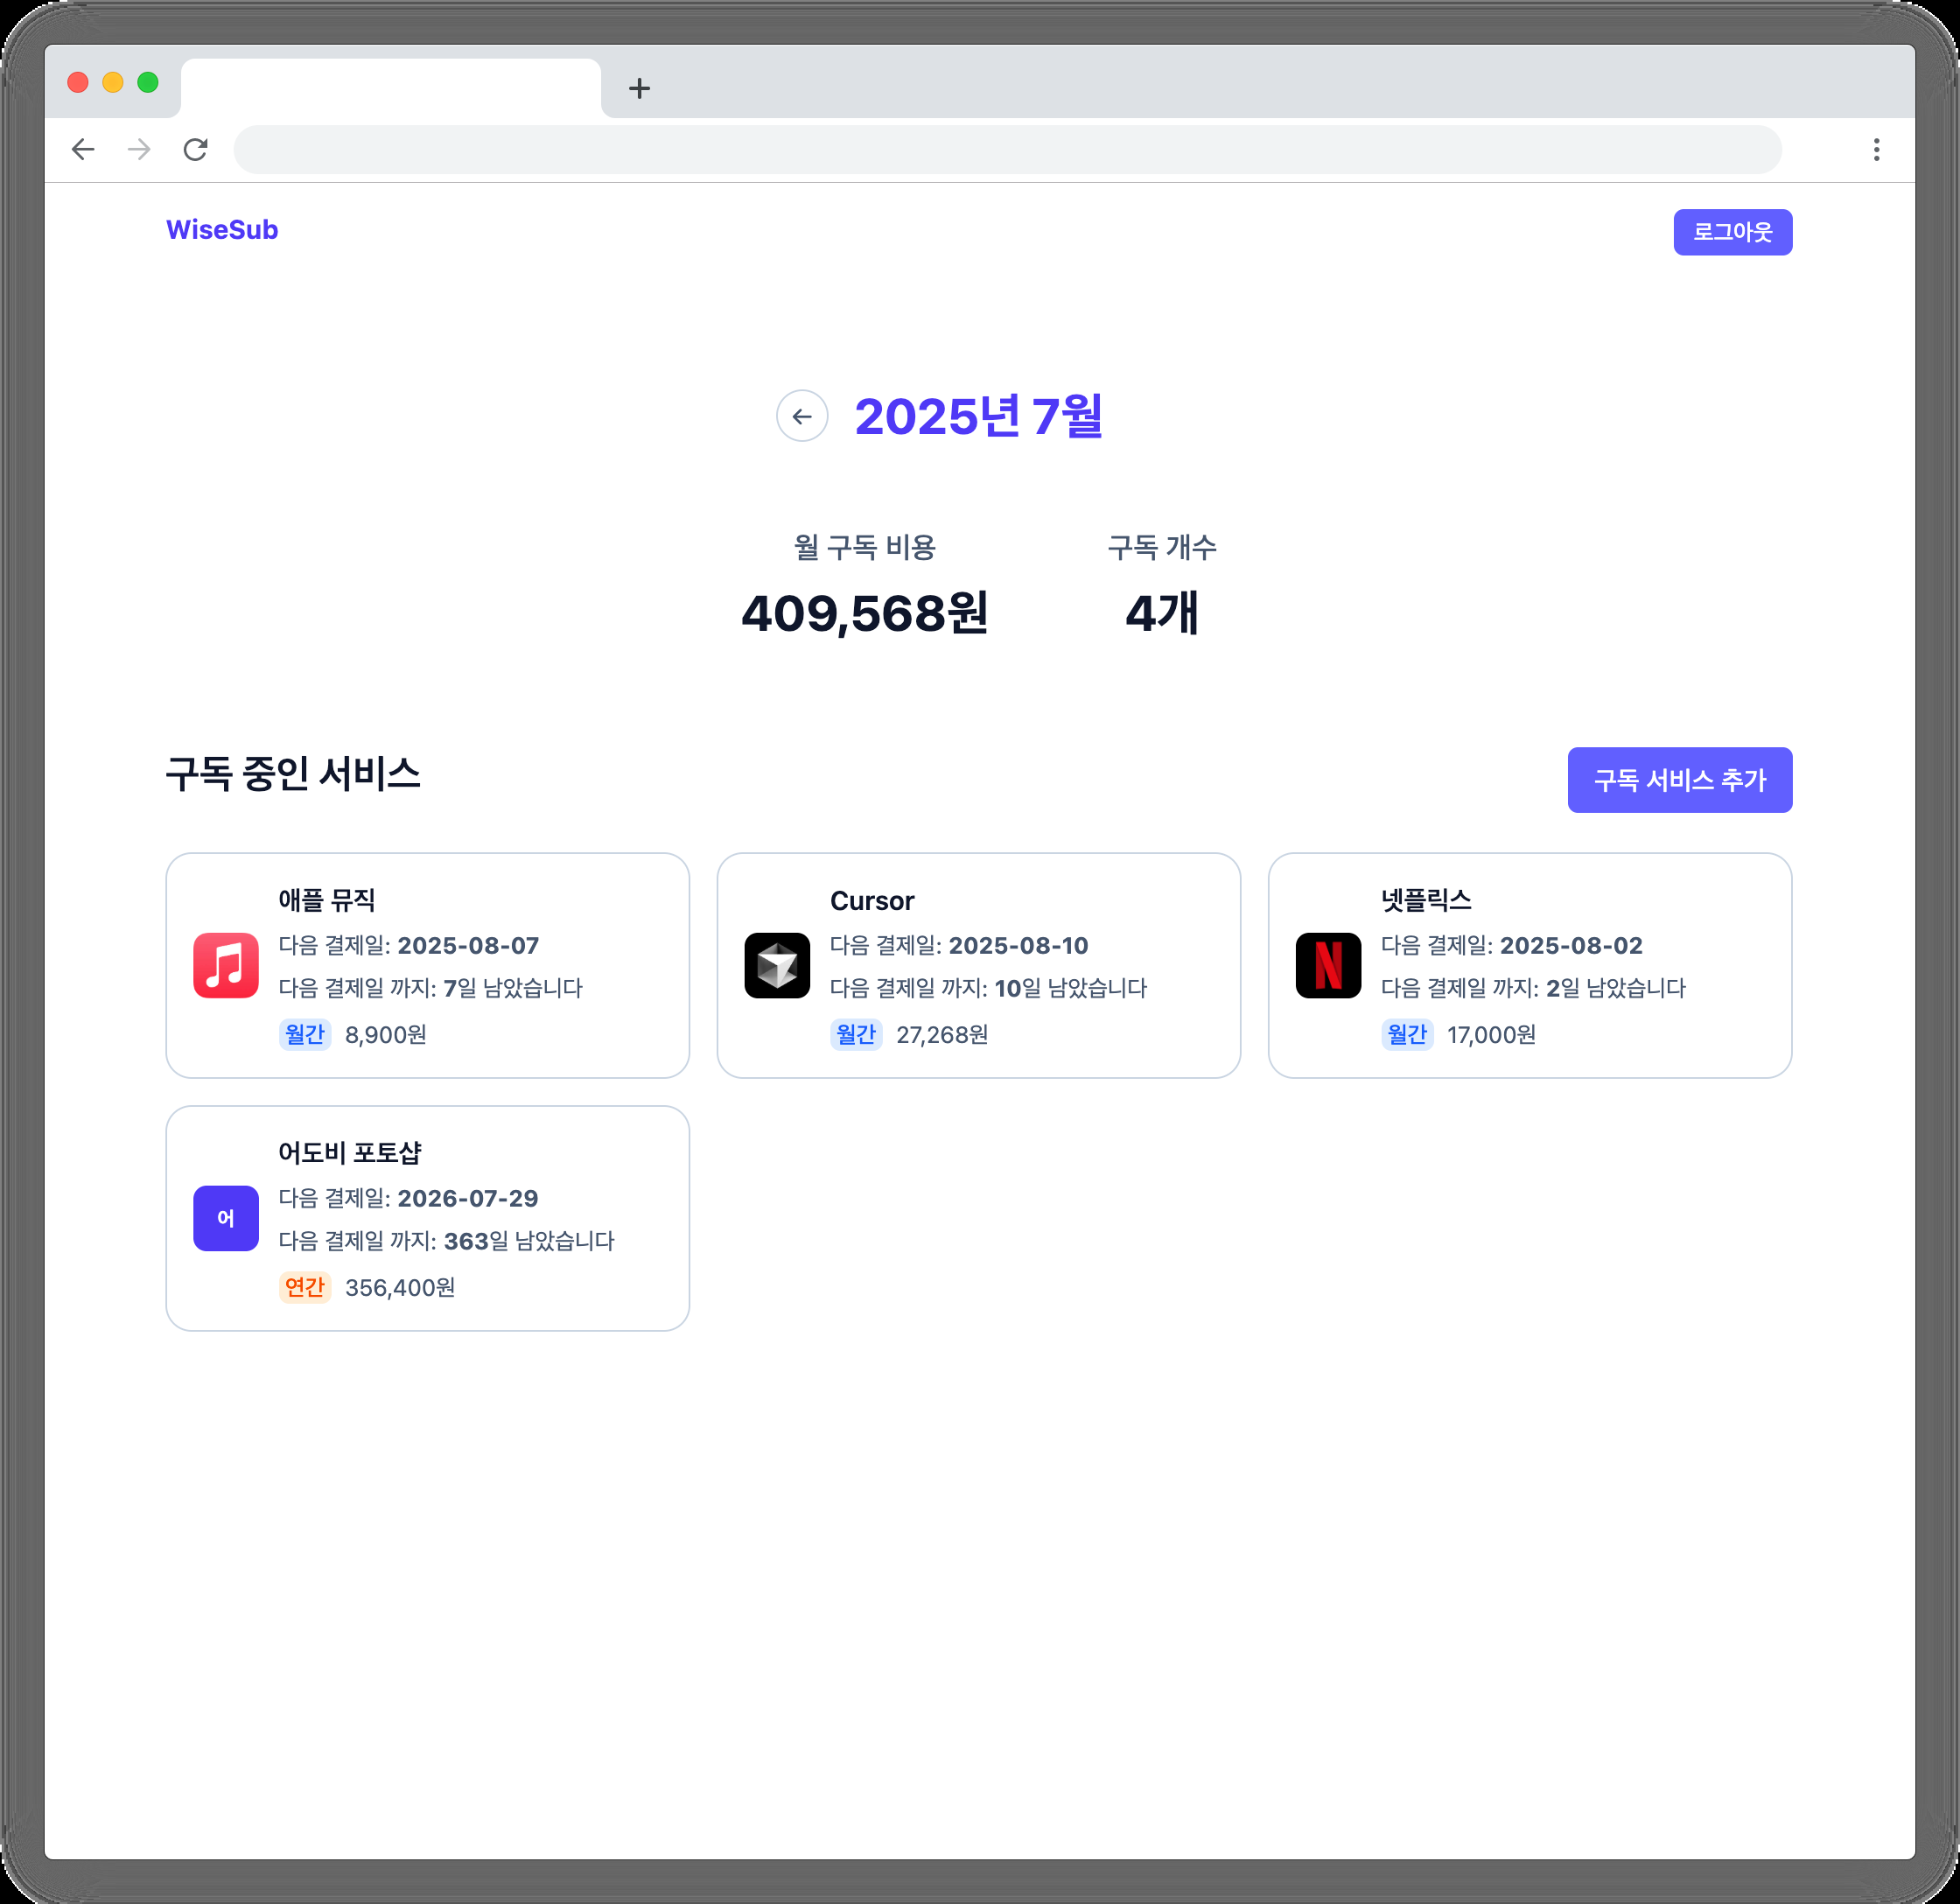 WiseSub
로그아웃
2025년 7월
월 구독 비용
구독 개수
409,568원
4개
구독 중인 서비스
구독 서비스 추가
애플 뮤직
다음 결제일: 2025-08-07
다음 결제일 까지: 7일 남았습니다
월간 8,900원
Cursor
다음 결제일: 2025-08-10
다음 결제일 까지: 10일 남았습니다
월간 27,268원
N
넷플릭스
다음 결제일: 2025-08-02
다음 결제일 까지: 2일 남았습니다
월간 17,000원
어
어도비 포토샵
다음 결제일: 2026-07-29
다음 결제일 까지: 363일 남았습니다
연간 356,400원